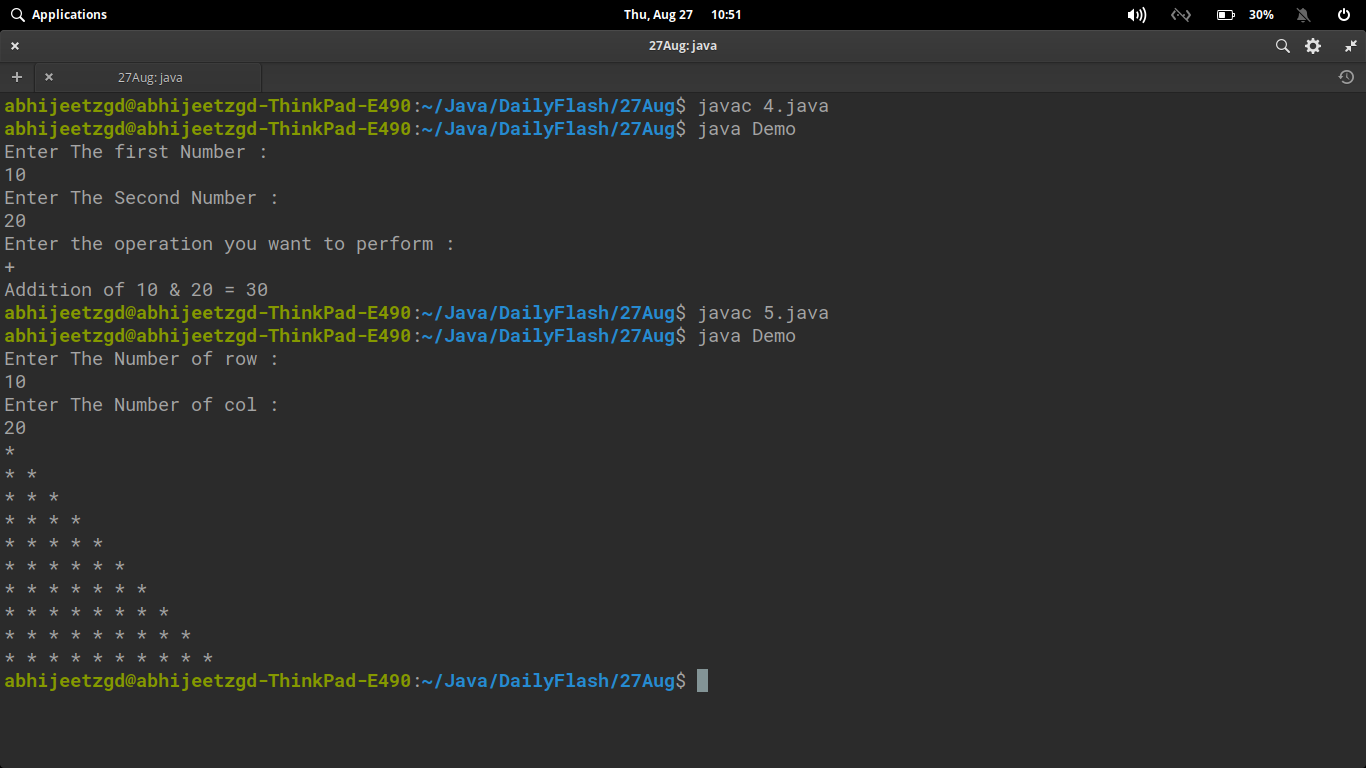 Applications Thu, Aug 27 10:51 30%
27Aug: java
27Aug: java
abhijeetzgd@abhijeetzgd-ThinkPad-E490:~/Java/DailyFlash/27Aug$ javac 4.java
abhijeetzgd@abhijeetzgd-ThinkPad-E490:~/Java/DailyFlash/27Aug$ java Demo
Enter The first Number :
10
Enter The Second Number :
20
Enter the operation you want to perform :
+
Addition of 10 & 20 = 30
abhijeetzgd@abhijeetzgd-ThinkPad-E490:~/Java/DailyFlash/27Aug$ javac 5.java
abhijeetzgd@abhijeetzgd-ThinkPad-E490:~/Java/DailyFlash/27Aug$ java Demo
Enter The Number of row :
10
Enter The Number of col :
20
*
* *
* * *
* * * *
* * * * *
* * * * * *
* * * * * * *
* * * * * * * *
* * * * * * * * *
* * * * * * * * * *
abhijeetzgd@abhijeetzgd-ThinkPad-E490:~/Java/DailyFlash/27Aug$